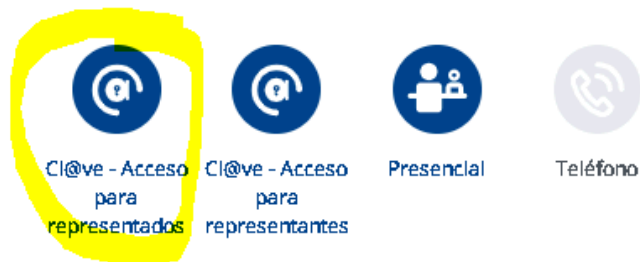 Cl@ve - Acceso
para
representados
Cl@ve - Acceso
para
representantes
Presencial
Teléfono